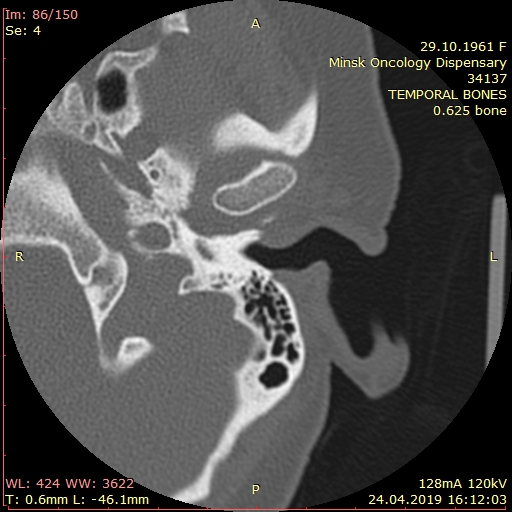 Im: 86/150
Se: 4
A
29.10.1961 F
Minsk Oncology Dispensary
34137
TEMPORAL BONES
0.625 bone
R
L
WL: 424 WW: 3622
T: 0.6mm L: -46.1mm
P
128mA 120kV
24.04.2019 16:12:03